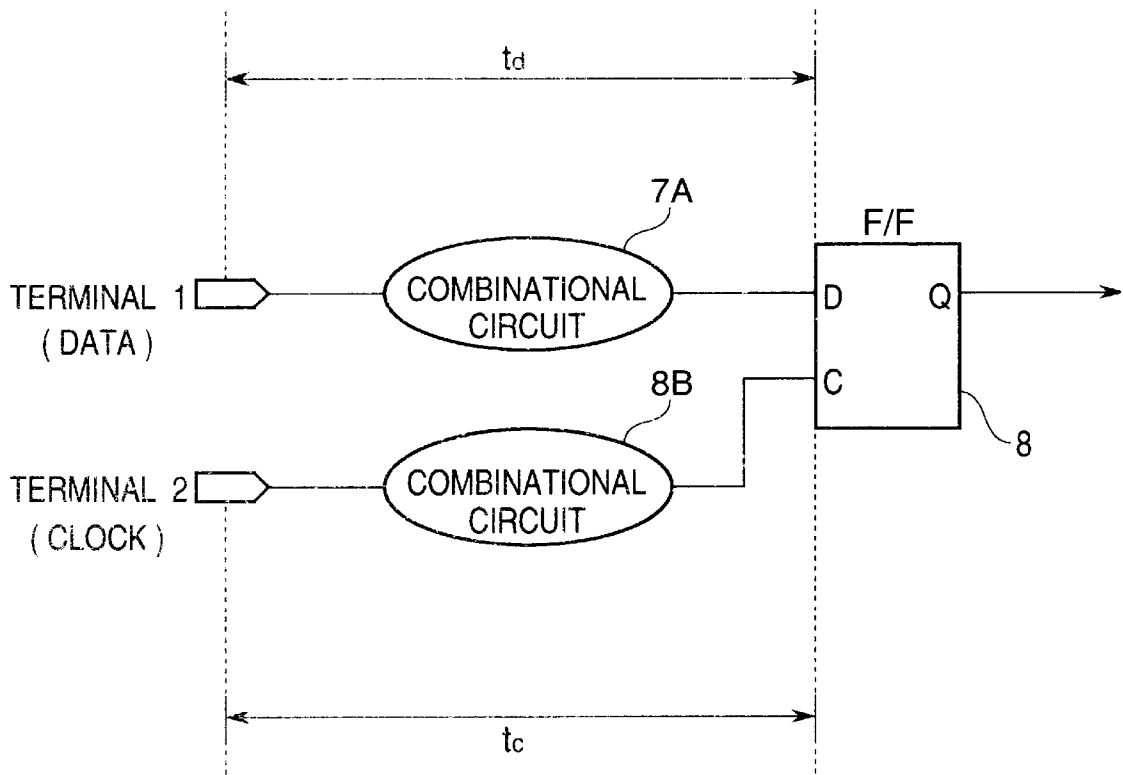 td
7A
F/F
TERMINAL 1
( DATA )
COMBINATIONAL
CIRCUIT
D
Q
C
8B
8
TERMINAL 2
( CLOCK )
COMBINATIONAL
CIRCUIT
tc